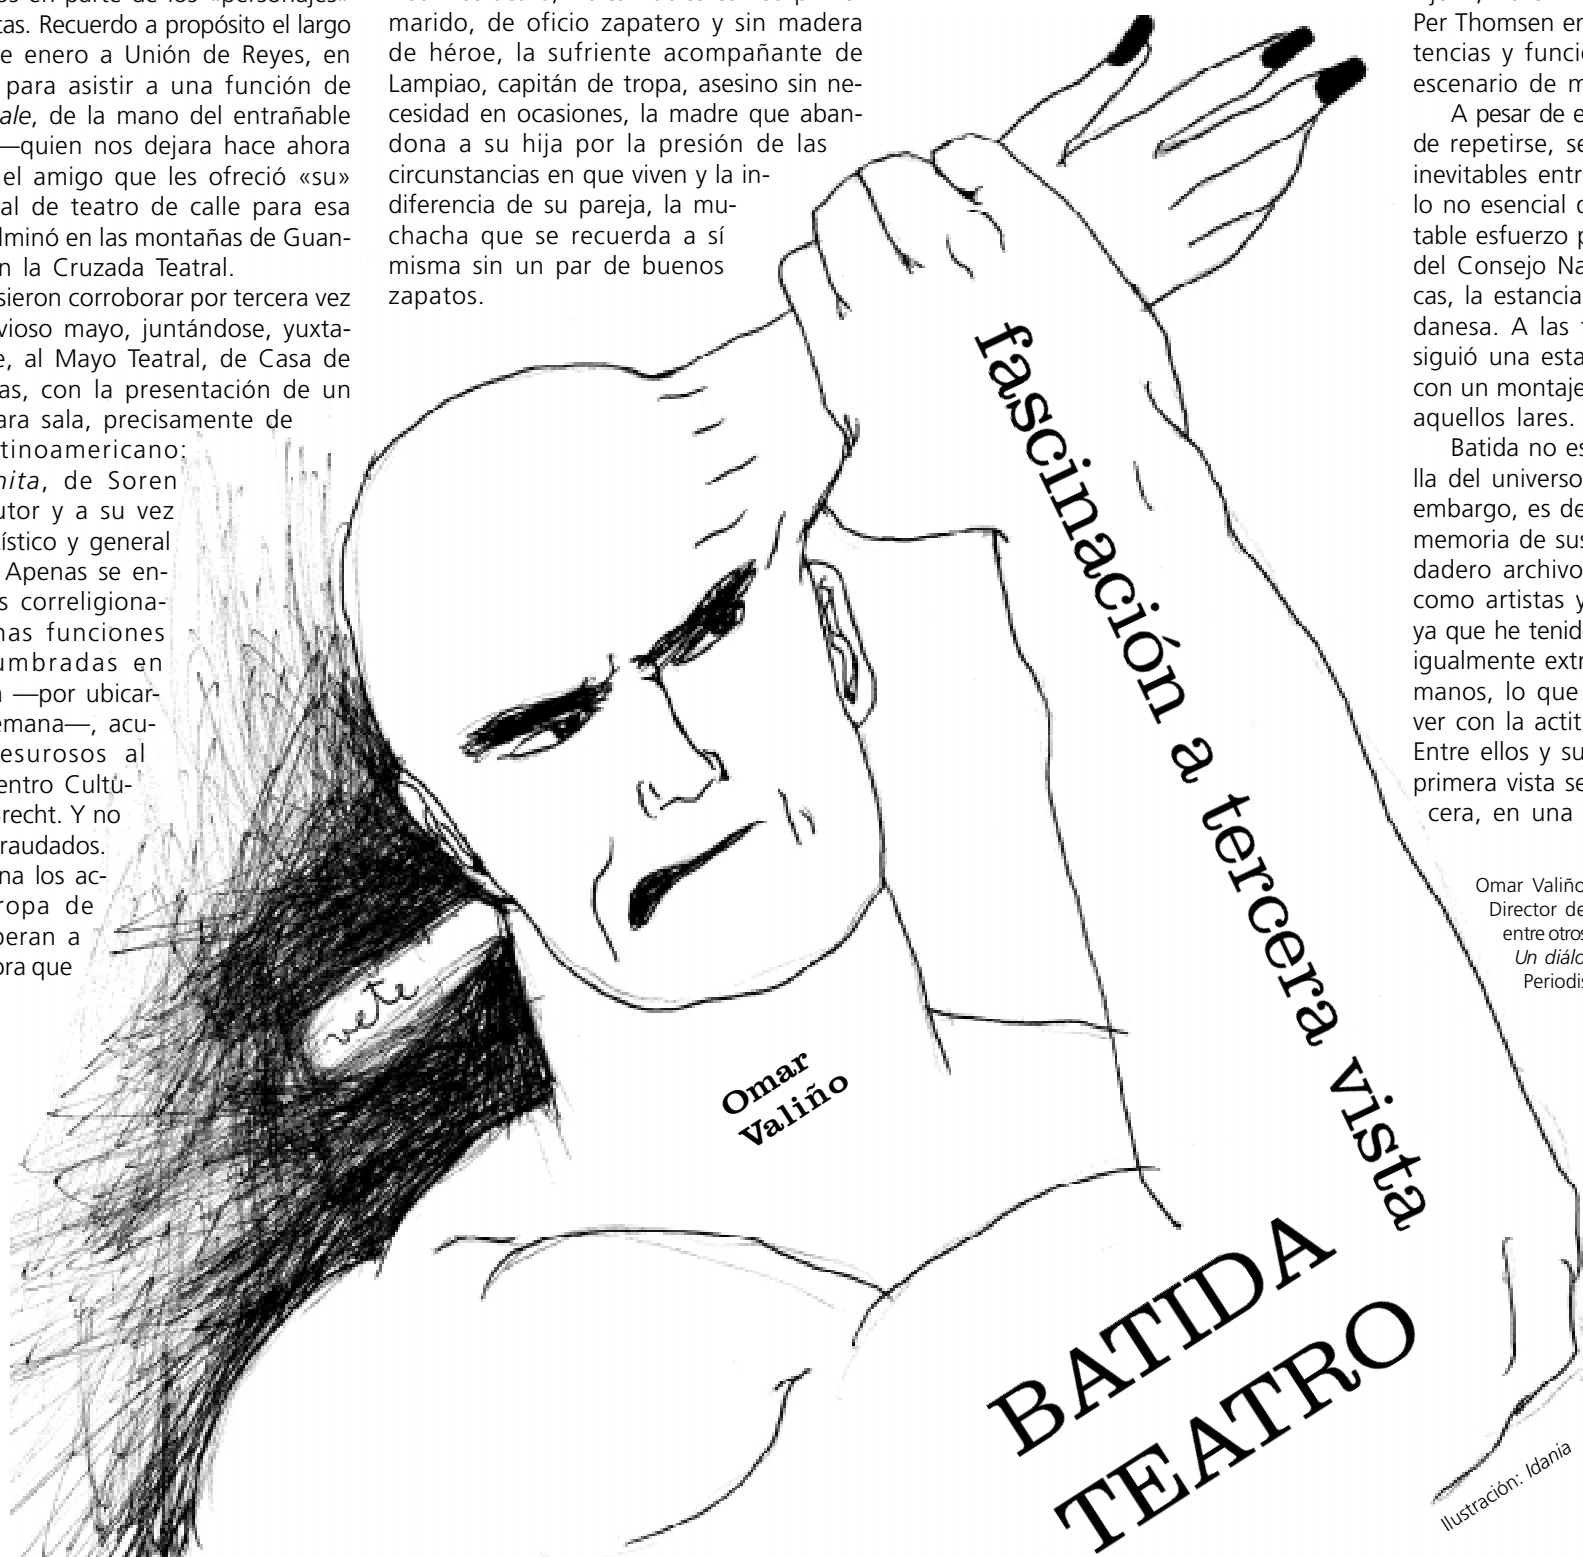 tas. Recuerdo a propósito el largo
e enero a Unión de Reyes, en
para asistir a una función de
ale, de la mano del entrañable
—quien nos dejara hace ahora
el amigo que les ofreció «su»
al de teatro de calle para esa
lminó en las montañas de Guan-
n la Cruzada Teatral.
sieron corroborar por tercera vez
vioso mayo, juntándose, yuxta-
e, al Mayo Teatral, de Casa de
as, con la presentación de un
ara sala, precisamente de
tinoamericano:
nita, de Soren
utor y a su vez
ístico y general
Apenas se en-
s correligiona-
nas funciones
umbradas en
n —por ubicar-
emana—, acu-
esurosos al
entro Cultu-
recht. Y no
raudados.
na los ac-
ropa de
peran a
ora que
marido, de oficio zapatero y sin madera
de héroe, la sufriente acompañante de
Lampiao, capitán de tropa, asesino sin ne-
cesidad en ocasiones, la madre que aban-
dona a su hija por la presión de las
circunstancias en que viven y la in-
diferencia de su pareja, la mu-
chacha que se recuerda a sí
misma sin un par de buenos
zapatos.
fascinación a tercera vista
vete
Omar
Valiño
BATIDA
TEATRO
Per Thomsen en
tencias y funcio
escenario de m
A pesar de e
de repetirse, se
inevitables entr
lo no esencial d
table esfuerzo p
del Consejo Na
cas, la estancia
danesa. A las
siguió una esta
con un montaje
aquellos lares.
Batida no es
lla del universo
embargo, es de
memoria de sus
dadero archivo
como artistas y
ya que he tenid
igualmente extr
manos, lo que
ver con la actit
Entre ellos y su
primera vista se
cera, en una
Omar Valiño
Director de
entre otros
Un diálo
Periodis
Ilustración: Idania